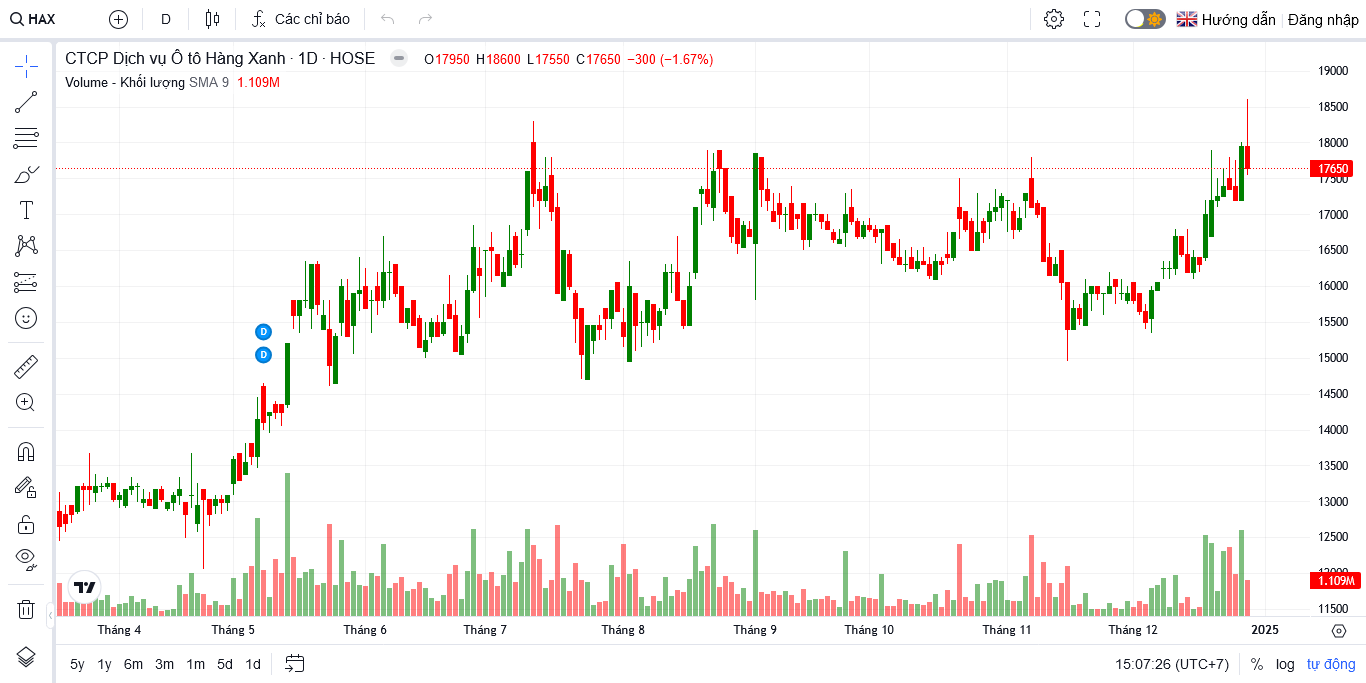 HAX D Các chỉ báo Hướng dẫn Đăng nhập
CTCP Dịch vụ Ô tô Hàng Xanh · 1D · HOSE O17950 H18600 L17550 C17650 −300 (−1.67%)
Volume - Khối lượng SMA 9 1.109M
19000
18500
18000
17650
17500
17000
16500
16000
15500
15000
14500
14000
13500
13000
12500
12000
1.109M
11500
D
D
Tháng 4 Tháng 5 Tháng 6 Tháng 7 Tháng 8 Tháng 9 Tháng 10 Tháng 11 Tháng 12 2025
5y 1y 6m 3m 1m 5d 1d 15:07:26 (UTC+7) % log tự động